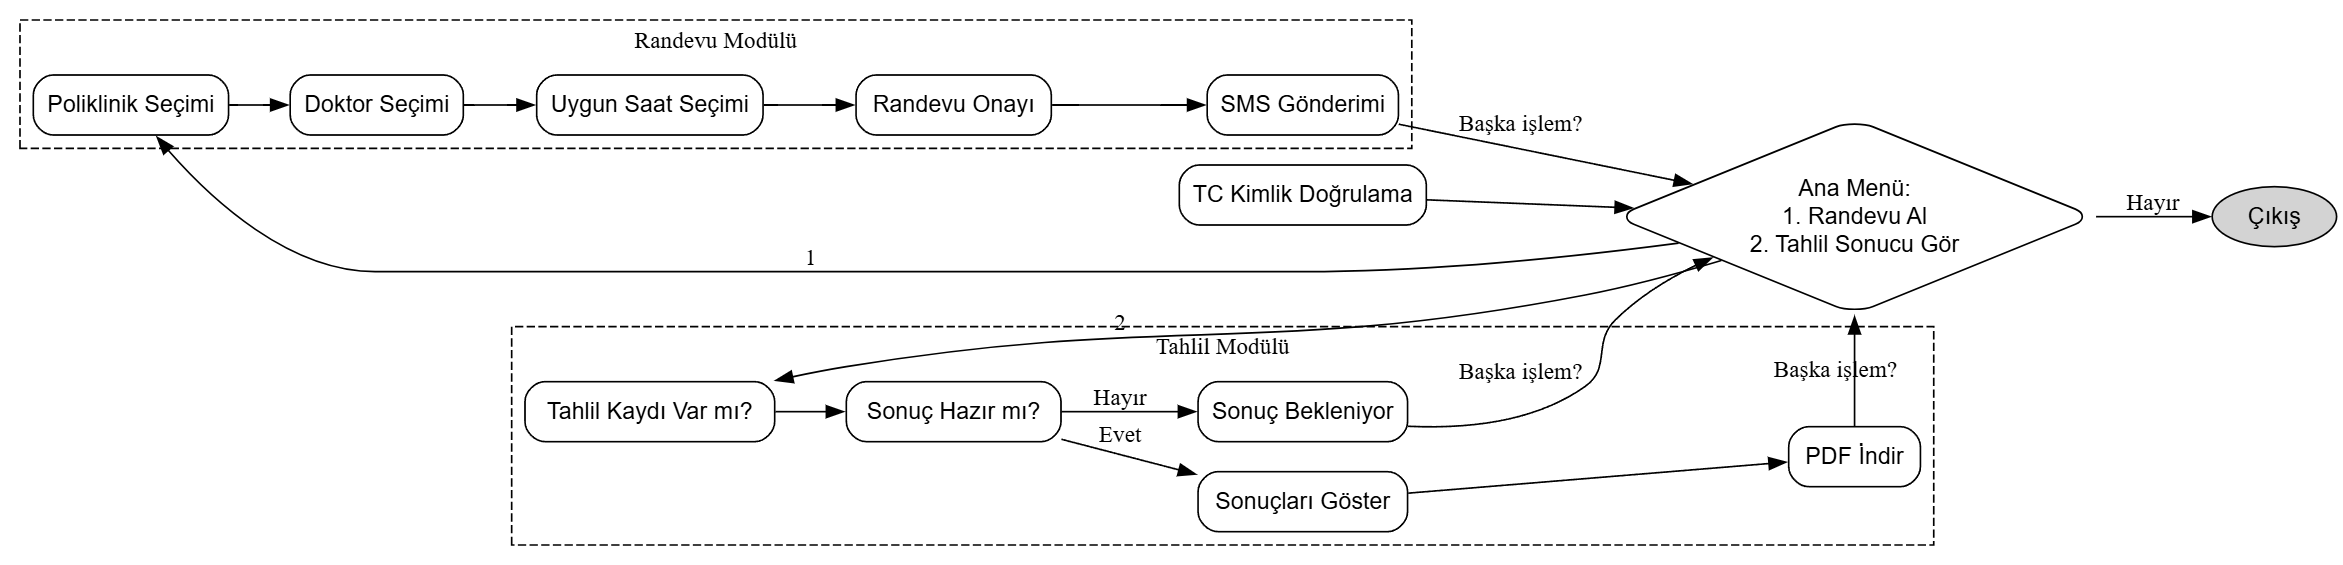 Randevu Modülü
Poliklinik Seçimi
Doktor Seçimi
Uygun Saat Seçimi
Randevu Onayı
SMS Gönderimi
Başka işlem?
TC Kimlik Doğrulama
Ana Menü:
1. Randevu Al
2. Tahlil Sonucu Gör
Hayır
Çıkış
1
2
Tahlil Modülü
Tahlil Kaydı Var mı?
Sonuç Hazır mı?
Hayır
Sonuç Bekleniyor
Başka işlem?
Evet
Sonuçları Göster
PDF İndir
Başka işlem?